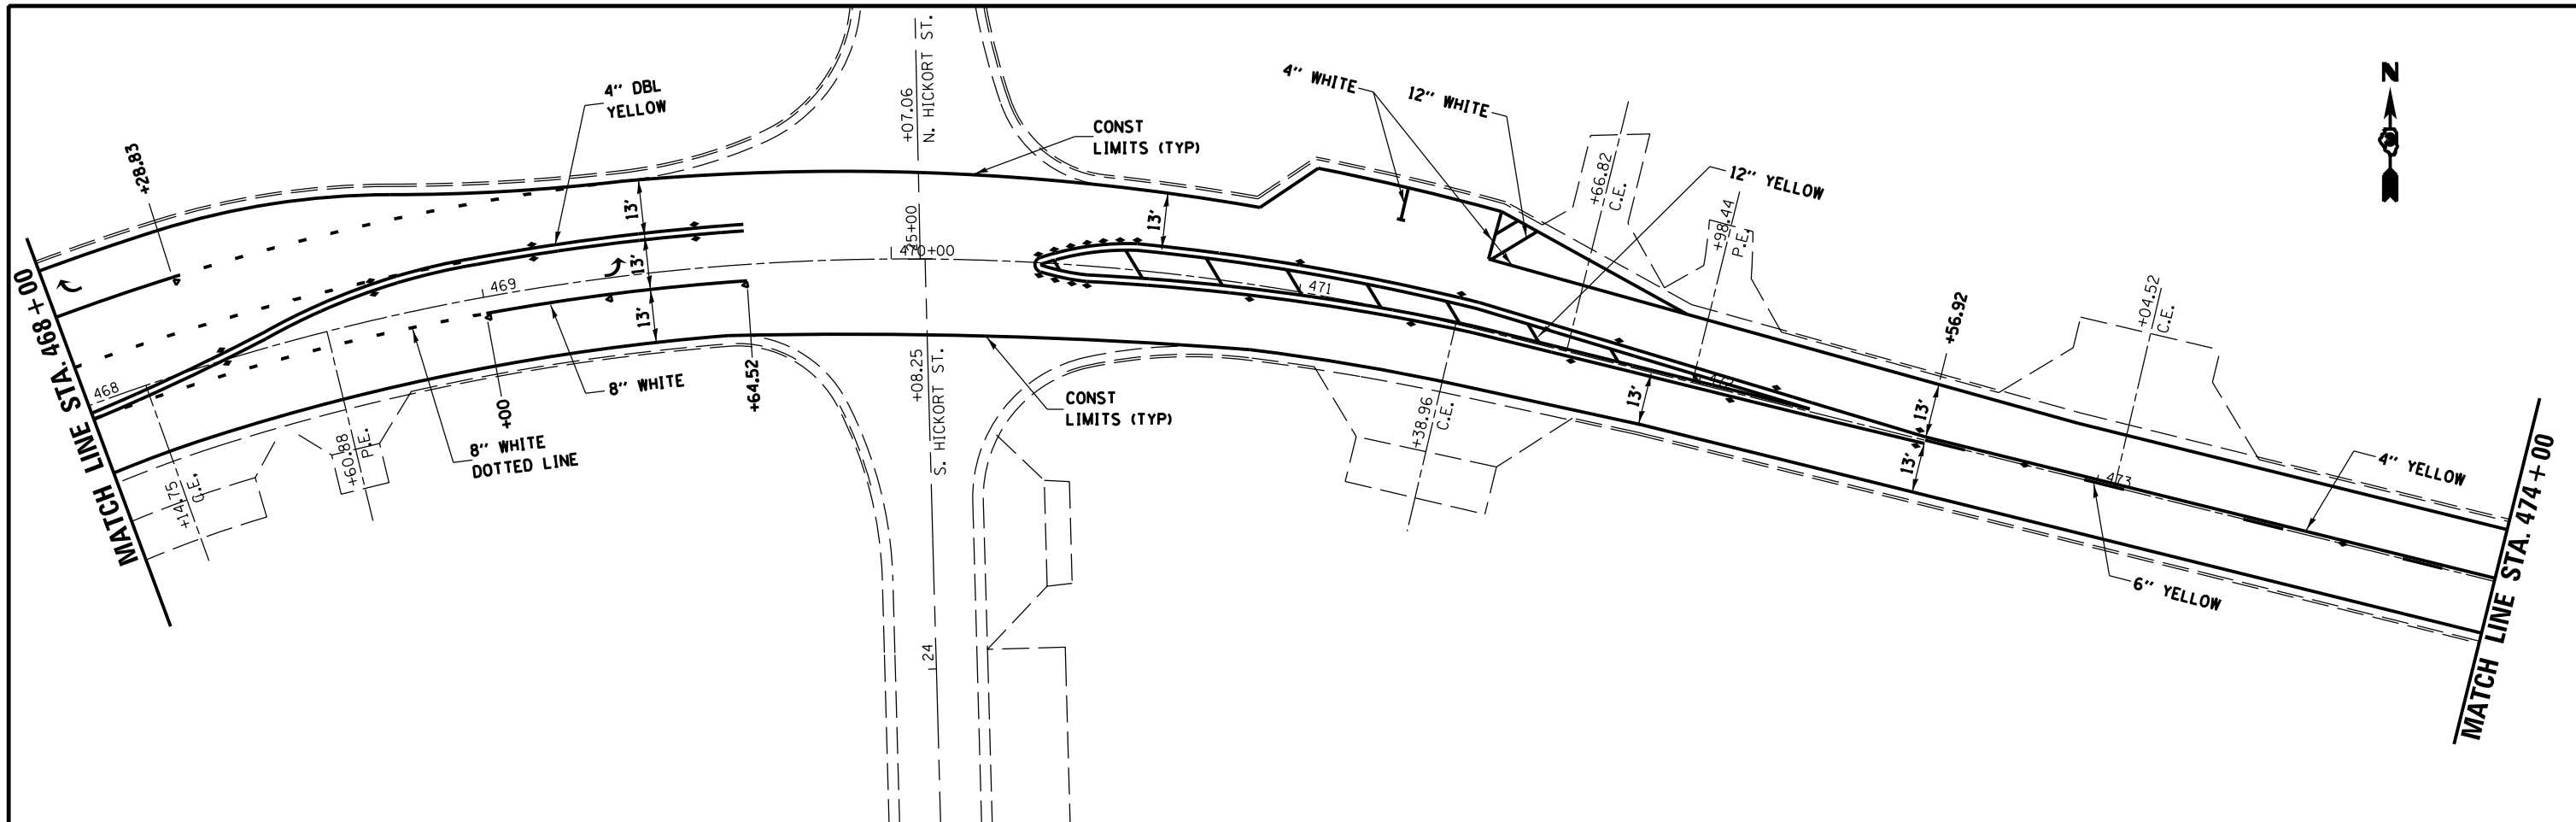 MATCH LINE STA. 468+00
+28.83
4'' DBL
YELLOW
13'
13'
13'
468
469
470+00
471
472
473
+14.75
C.E.
+60.88
P.E.
+00
8'' WHITE
DOTTED LINE
8'' WHITE
+64.52
+07.06
N. HICKORT ST.
25+00
+08.25
S. HICKORT ST.
24
CONST
LIMITS (TYP)
CONST
LIMITS (TYP)
13'
4'' WHITE
12'' WHITE
+66.82
C.E.
12'' YELLOW
+98.44
P.E.
+38.96
C.E.
13'
+56.92
13'
13'
+04.52
C.E.
N
4'' YELLOW
6'' YELLOW
MATCH LINE STA. 474+00